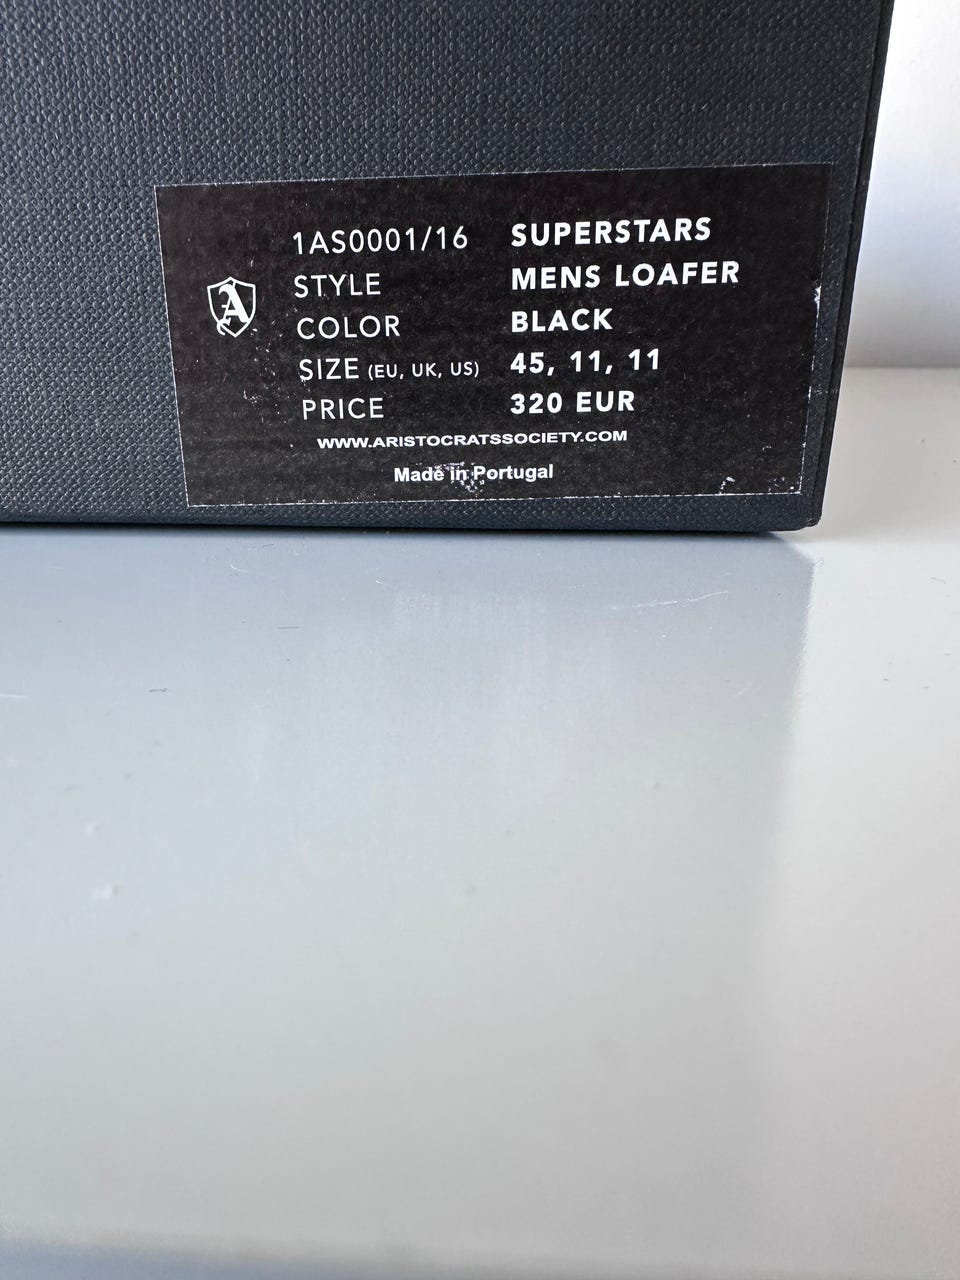 1AS0001/16 SUPERSTARS
STYLE MENS LOAFER
COLOR BLACK
SIZE (EU, UK, US) 45, 11, 11
PRICE 320 EUR
WWW.ARISTOCRATSSOCIETY.COM
Made in Portugal
A